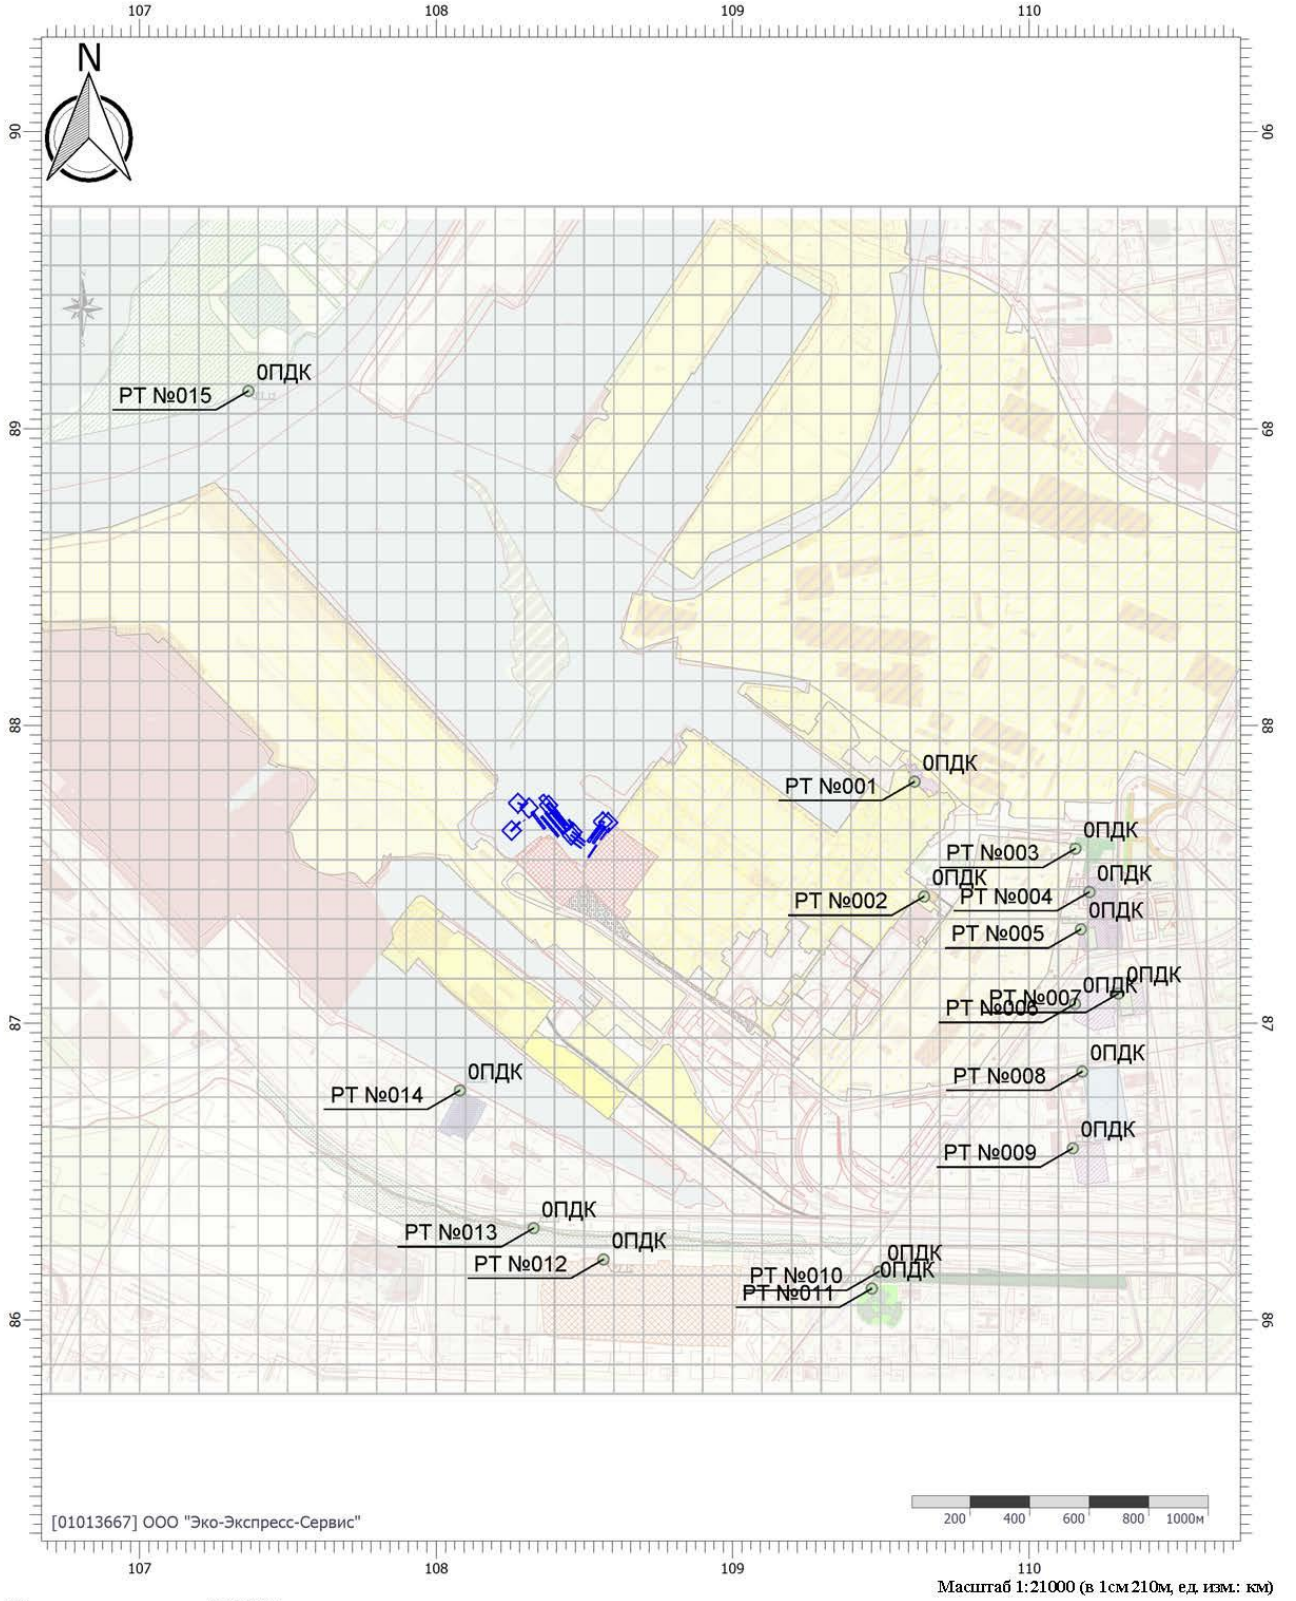 107 108 109 110
N
90 90
0ПДК
РТ №015
89 89
88 88
0ПДК
РТ №001
0ПДК
РТ №003
0ПДК
0ПДК
РТ №002
РТ №004
0ПДК
РТ №005
0ПДК
0ПДК
РТ №007
РТ №006
87 87
0ПДК
РТ №008
0ПДК
РТ №014
0ПДК
РТ №009
0ПДК
РТ №013
0ПДК
РТ №012
0ПДК
РТ №010
0ПДК
РТ №011
86 86
[01013667] ООО "Эко-Экспресс-Сервис"
200 400 600 800 1000м
107 108 109 110
Масштаб 1:21000 (в 1см 210м, ед. изм.: км)